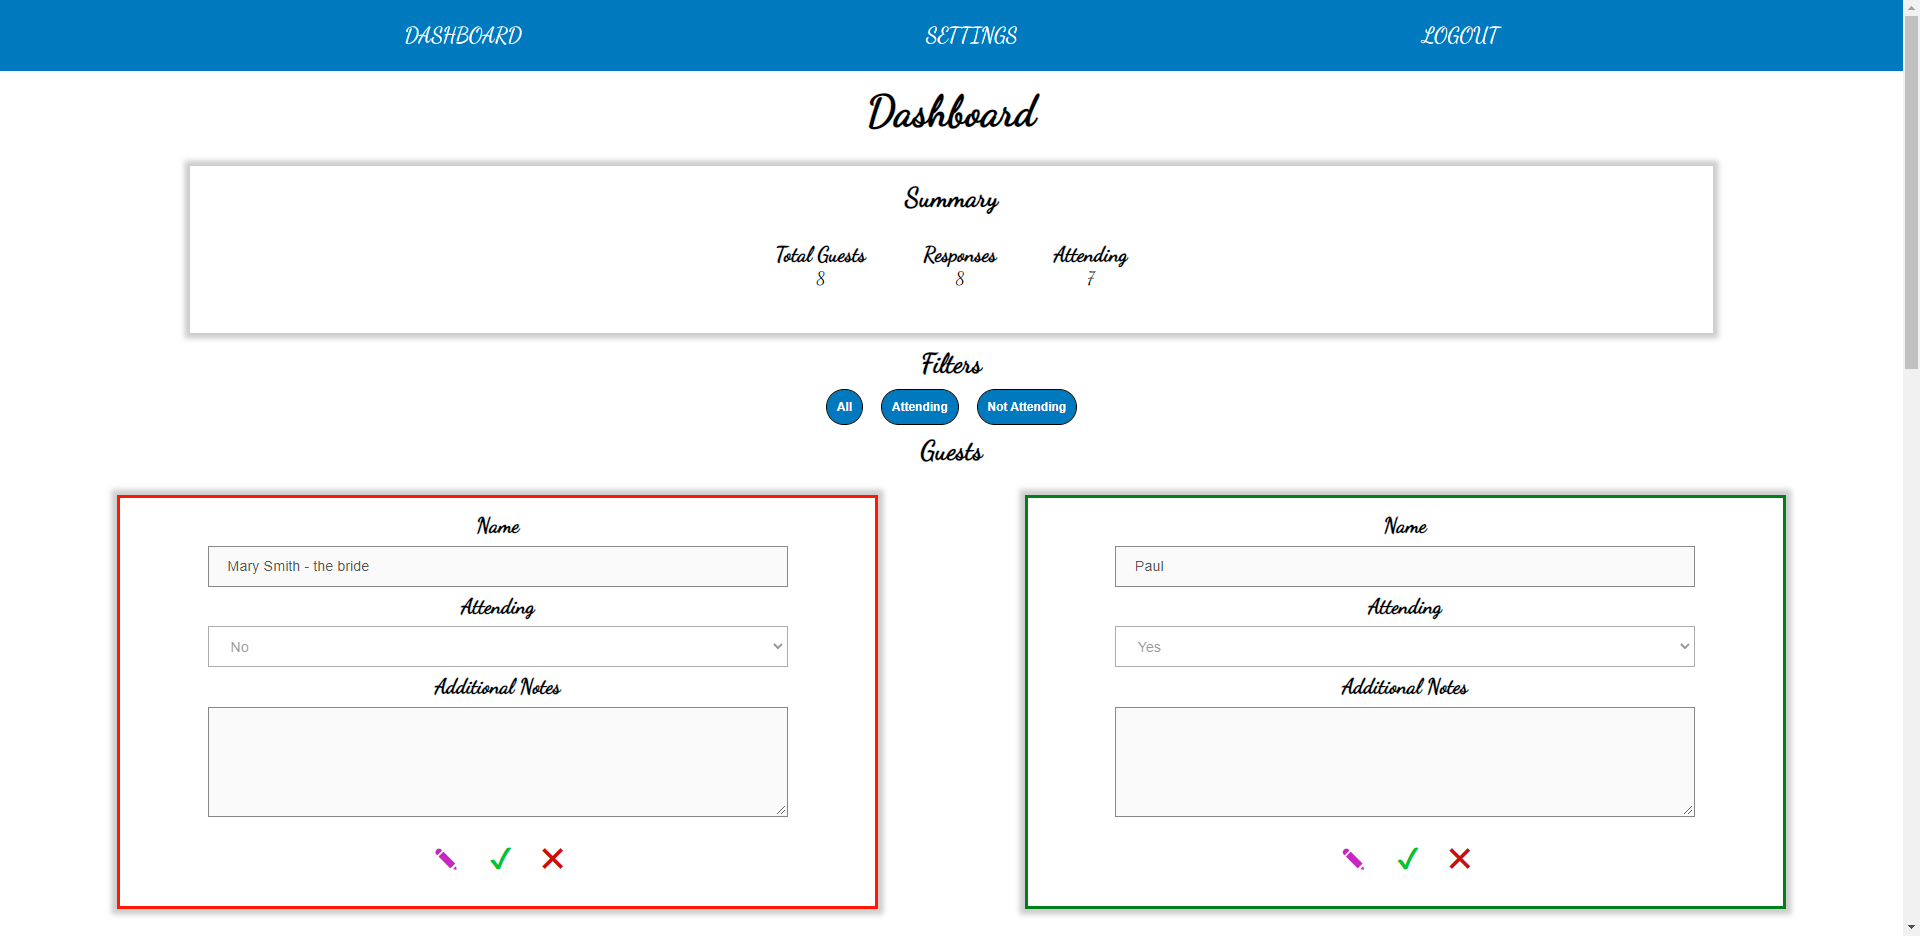 DASHBOARD SETTINGS LOGOUT
Dashboard
Summary
Total Guests Responses Attending
8 8 7
Filters
All Attending Not Attending
Guests
Name
Mary Smith - the bride
Attending
No
Additional Notes
Name
Paul
Attending
Yes
Additional Notes